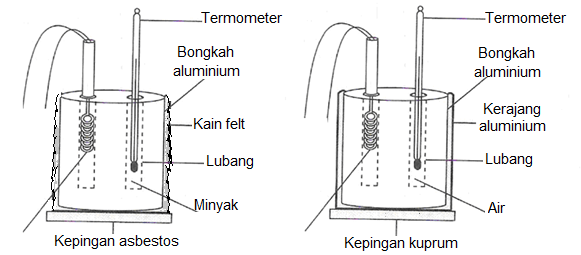 Termometer
Bongkah
aluminium
Kain felt
Lubang
Minyak
Kepingan asbestos
Termometer
Bongkah
aluminium
Kerajang
aluminium
Lubang
Air
Kepingan kuprum